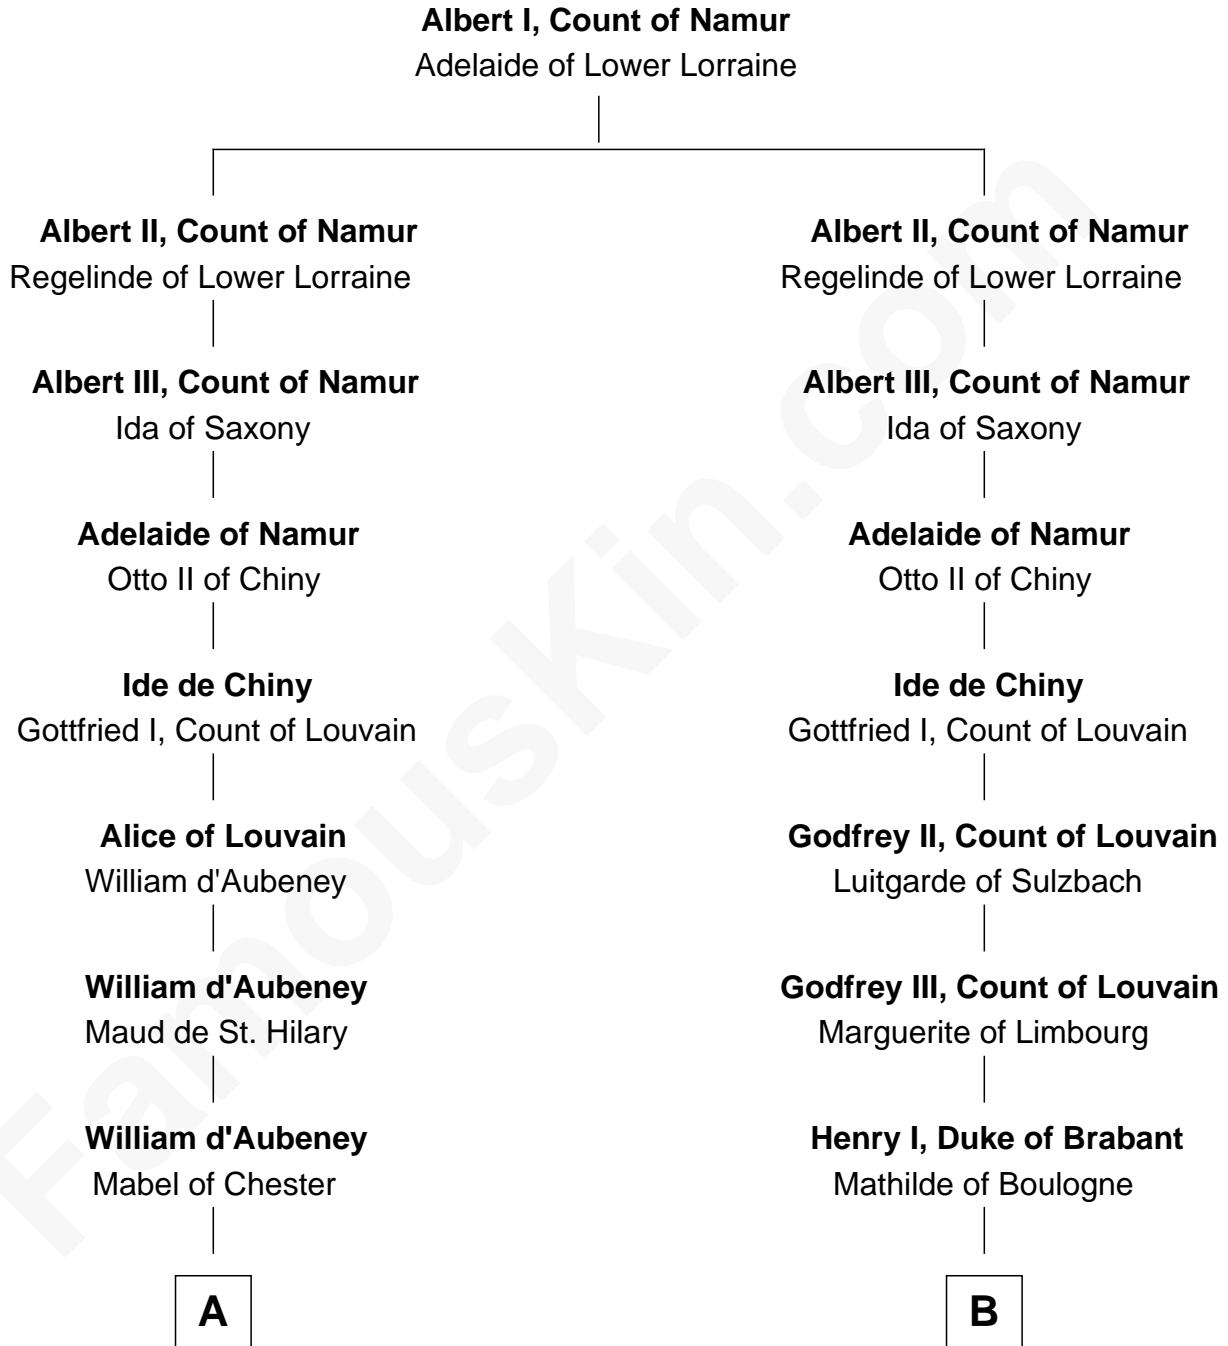 Albert I, Count of Namur
Adelaide of Lower Lorraine
Albert II, Count of Namur
Regelinde of Lower Lorraine
Albert III, Count of Namur
Ida of Saxony
Adelaide of Namur
Otto II of Chiny
Ide de Chiny
Gottfried I, Count of Louvain
Alice of Louvain
William d'Aubeney
William d'Aubeney
Maud de St. Hilary
William d'Aubeney
Mabel of Chester
A
Albert II, Count of Namur
Regelinde of Lower Lorraine
Albert III, Count of Namur
Ida of Saxony
Adelaide of Namur
Otto II of Chiny
Ide de Chiny
Gottfried I, Count of Louvain
Godfrey II, Count of Louvain
Luitgarde of Sulzbach
Godfrey III, Count of Louvain
Marguerite of Limbourg
Henry I, Duke of Brabant
Mathilde of Boulogne
B
FamousKin.com